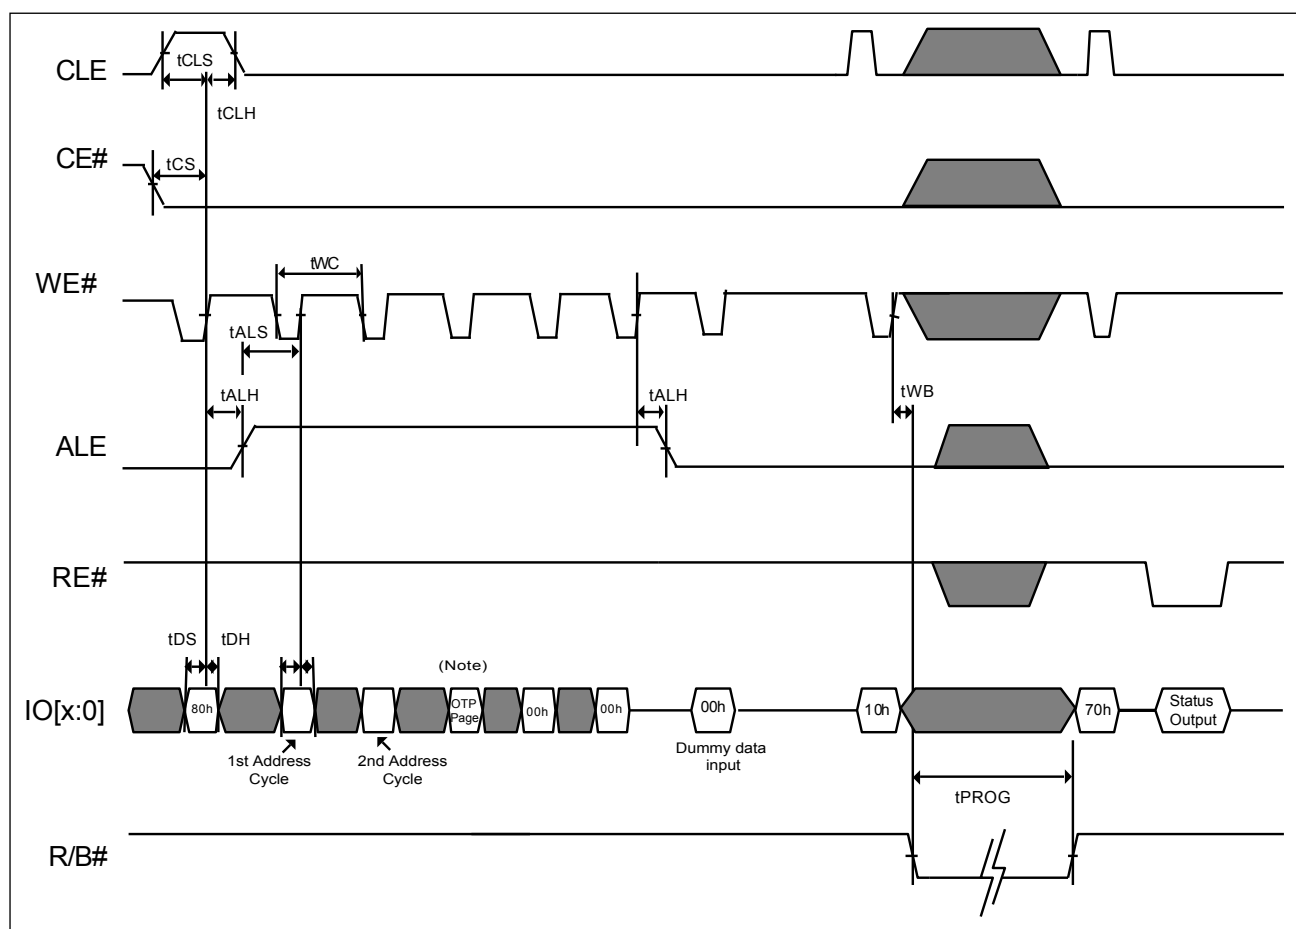 CLE
tCLS
tCLH
CE#
tCS
WE#
tWC
tALS
tALH
tALH
tWB
ALE
RE#
tDS
tDH
(Note)
IO[x:0]
80h
OTP
Page
00h
00h
00h
10h
70h
Status
Output
1st Address
Cycle
2nd Address
Cycle
Dummy data
input
tPROG
R/B#